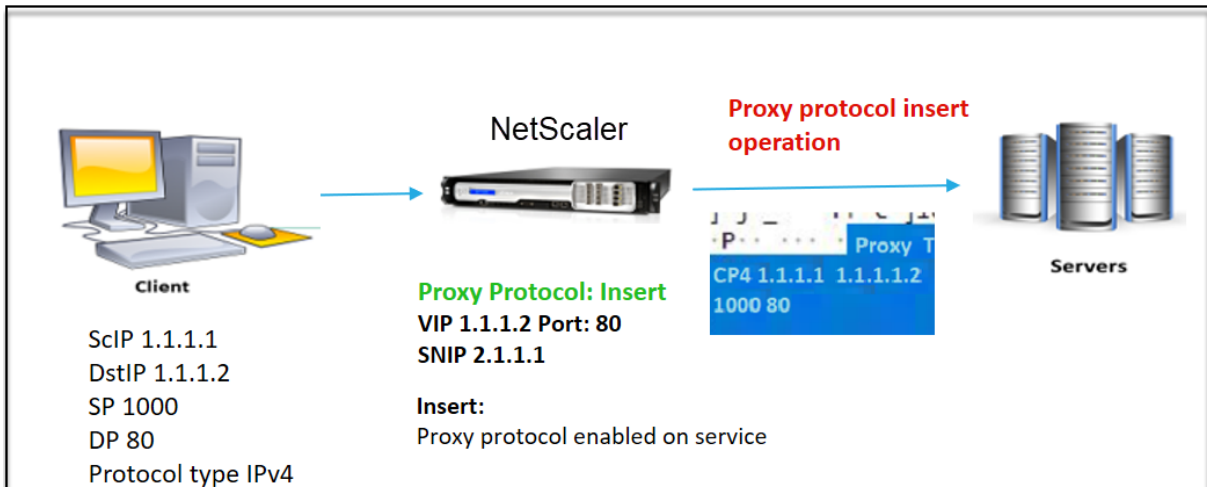 NetScaler
Proxy protocol insert
operation
Client
Servers
Proxy Protocol: Insert
VIP 1.1.1.2 Port: 80
SNIP 2.1.1.1
Insert:
Proxy protocol enabled on service
P
Proxy T
CP4 1.1.1.1 1.1.1.1.2
1000 80
ScIP 1.1.1.1
DstIP 1.1.1.2
SP 1000
DP 80
Protocol type IPv4